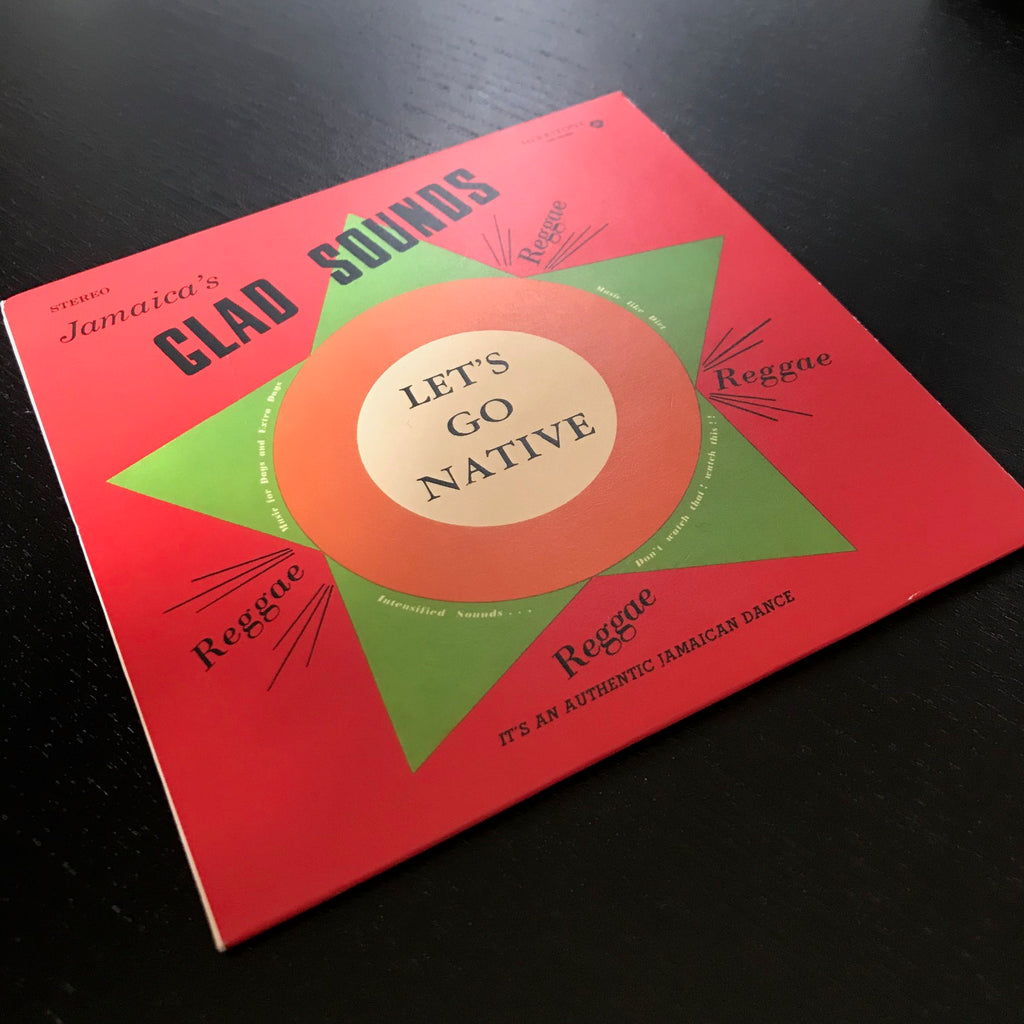 STEREO
Jamaica's
GLAD SOUNDS
Reggae
Music like Dirt
Reggae
LET'S
GO
NATIVE
Music for Days and Extra Days
Don't watch that! watch this!!
Reggae
Intensified Sounds . . .
Reggae
IT'S AN AUTHENTIC JAMAICAN DANCE